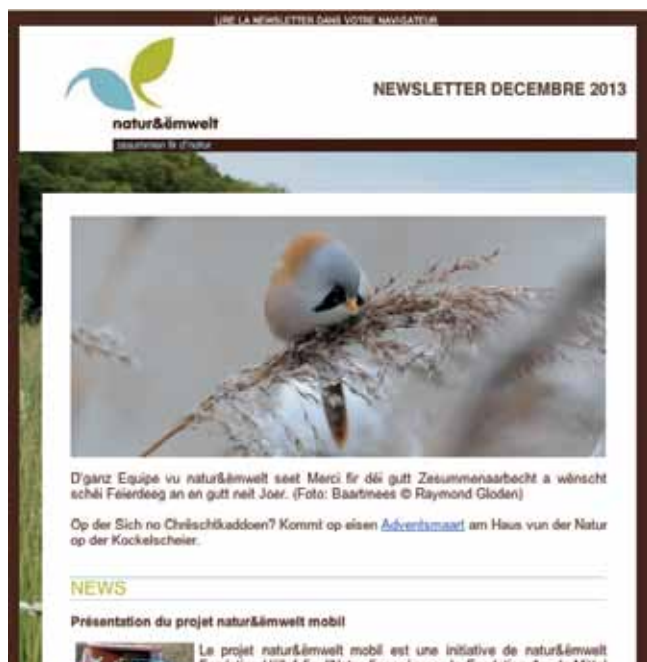 LIRE LA NEWSLETTER DANS VOTRE NAVIGATEUR
NEWSLETTER DECEMBRE 2013
natur&ëmwelt
zesummen fir d'natur
D'ganz Equipe vu natur&ëmwelt seet Merci fir déi gutt Zesummenaarbecht a wënscht
schéi Feierdeeg an en gutt neit Joer. (Foto: Baartmees © Raymond Gloden)
Op der Sich no Chrëschtkaddoen? Kommt op eisen Adventsmaart am Haus vun der Natur
op der Kockelscheier.
NEWS
Présentation du projet natur&ëmwelt mobil
Le projet natur&ëmwelt mobil est une initiative de natur&ëmwelt